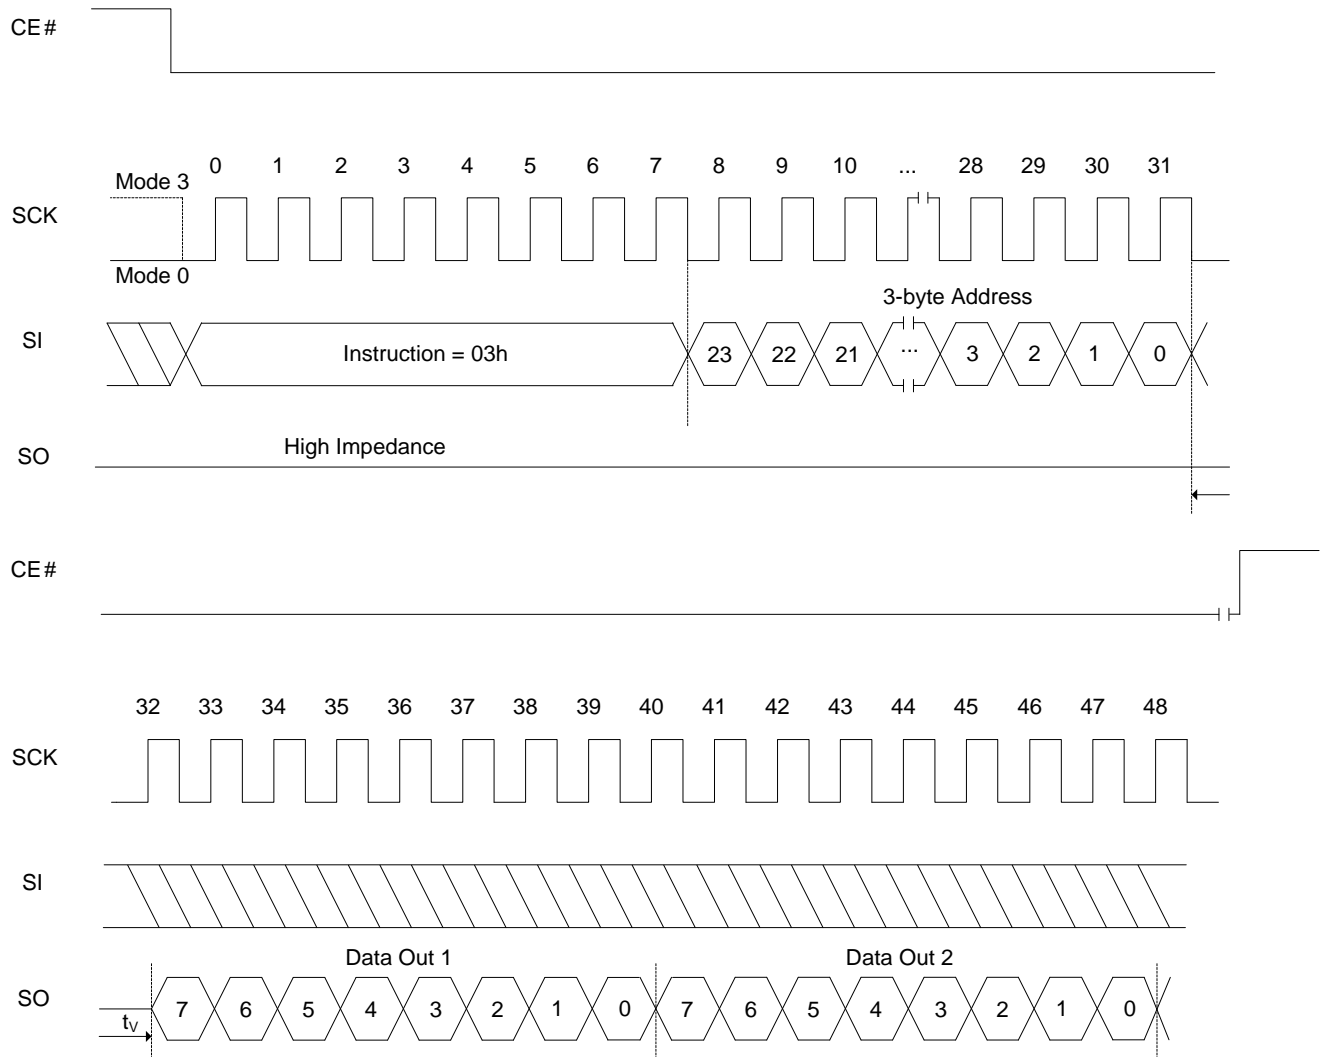 CE#
0 1 2 3 4 5 6 7 8 9 10 ... 28 29 30 31
Mode 3
SCK
Mode 0
3-byte Address
SI
Instruction = 03h 23 22 21 ... 3 2 1 0
High Impedance
SO
CE#
32 33 34 35 36 37 38 39 40 41 42 43 44 45 46 47 48
SCK
SI
Data Out 1 Data Out 2
SO 7 6 5 4 3 2 1 0 7 6 5 4 3 2 1 0
tV